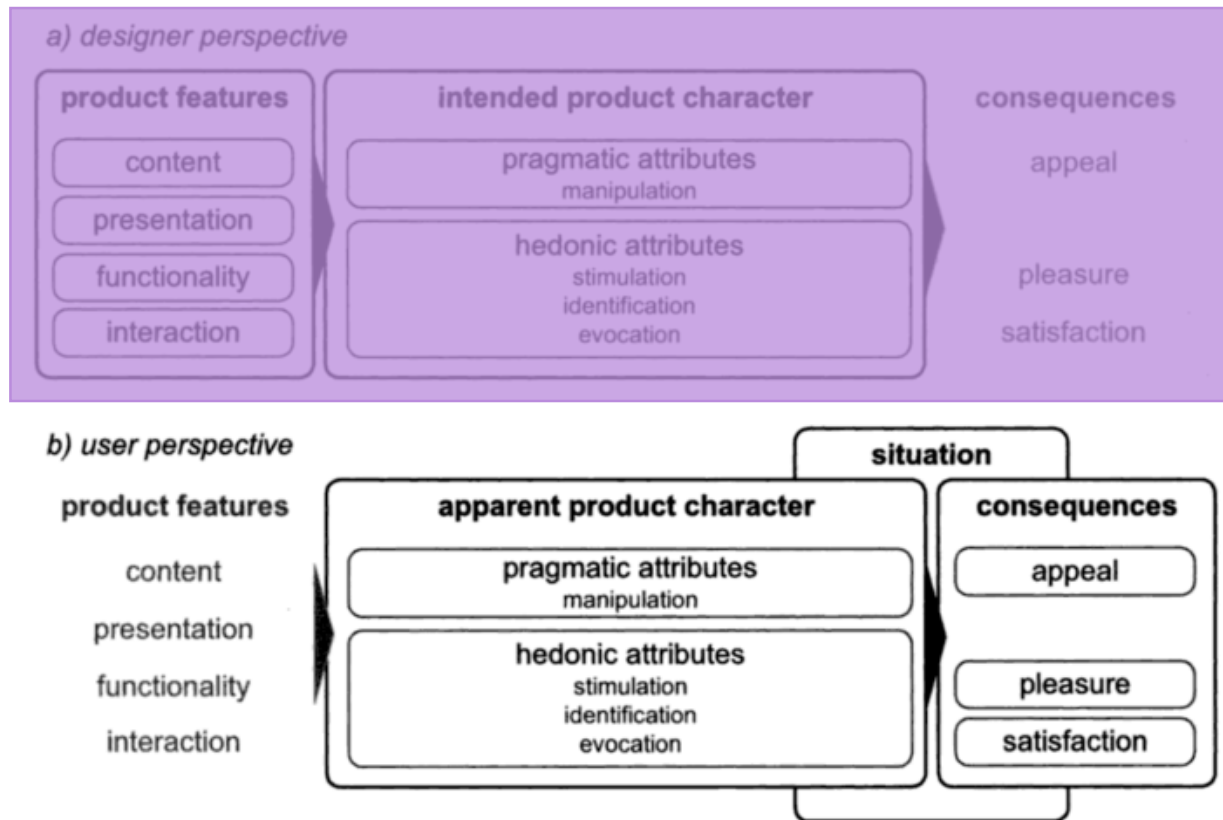 a) designer perspective
product features
intended product character
consequences
content
presentation
functionality
interaction
pragmatic attributes
manipulation
hedonic attributes
stimulation
identification
evocation
appeal
pleasure
satisfaction
b) user perspective
situation
product features
apparent product character
consequences
content
presentation
functionality
interaction
pragmatic attributes
manipulation
hedonic attributes
stimulation
identification
evocation
appeal
pleasure
satisfaction